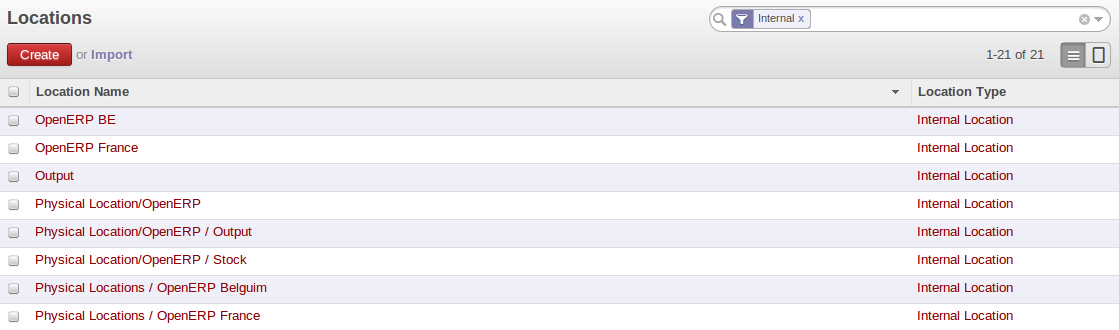 Locations
Internal x
Create or Import
1-21 of 21
Location Name Location Type
OpenERP BE Internal Location
OpenERP France Internal Location
Output Internal Location
Physical Location/OpenERP Internal Location
Physical Location/OpenERP / Output Internal Location
Physical Location/OpenERP / Stock Internal Location
Physical Locations / OpenERP Belguim Internal Location
Physical Locations / OpenERP France Internal Location